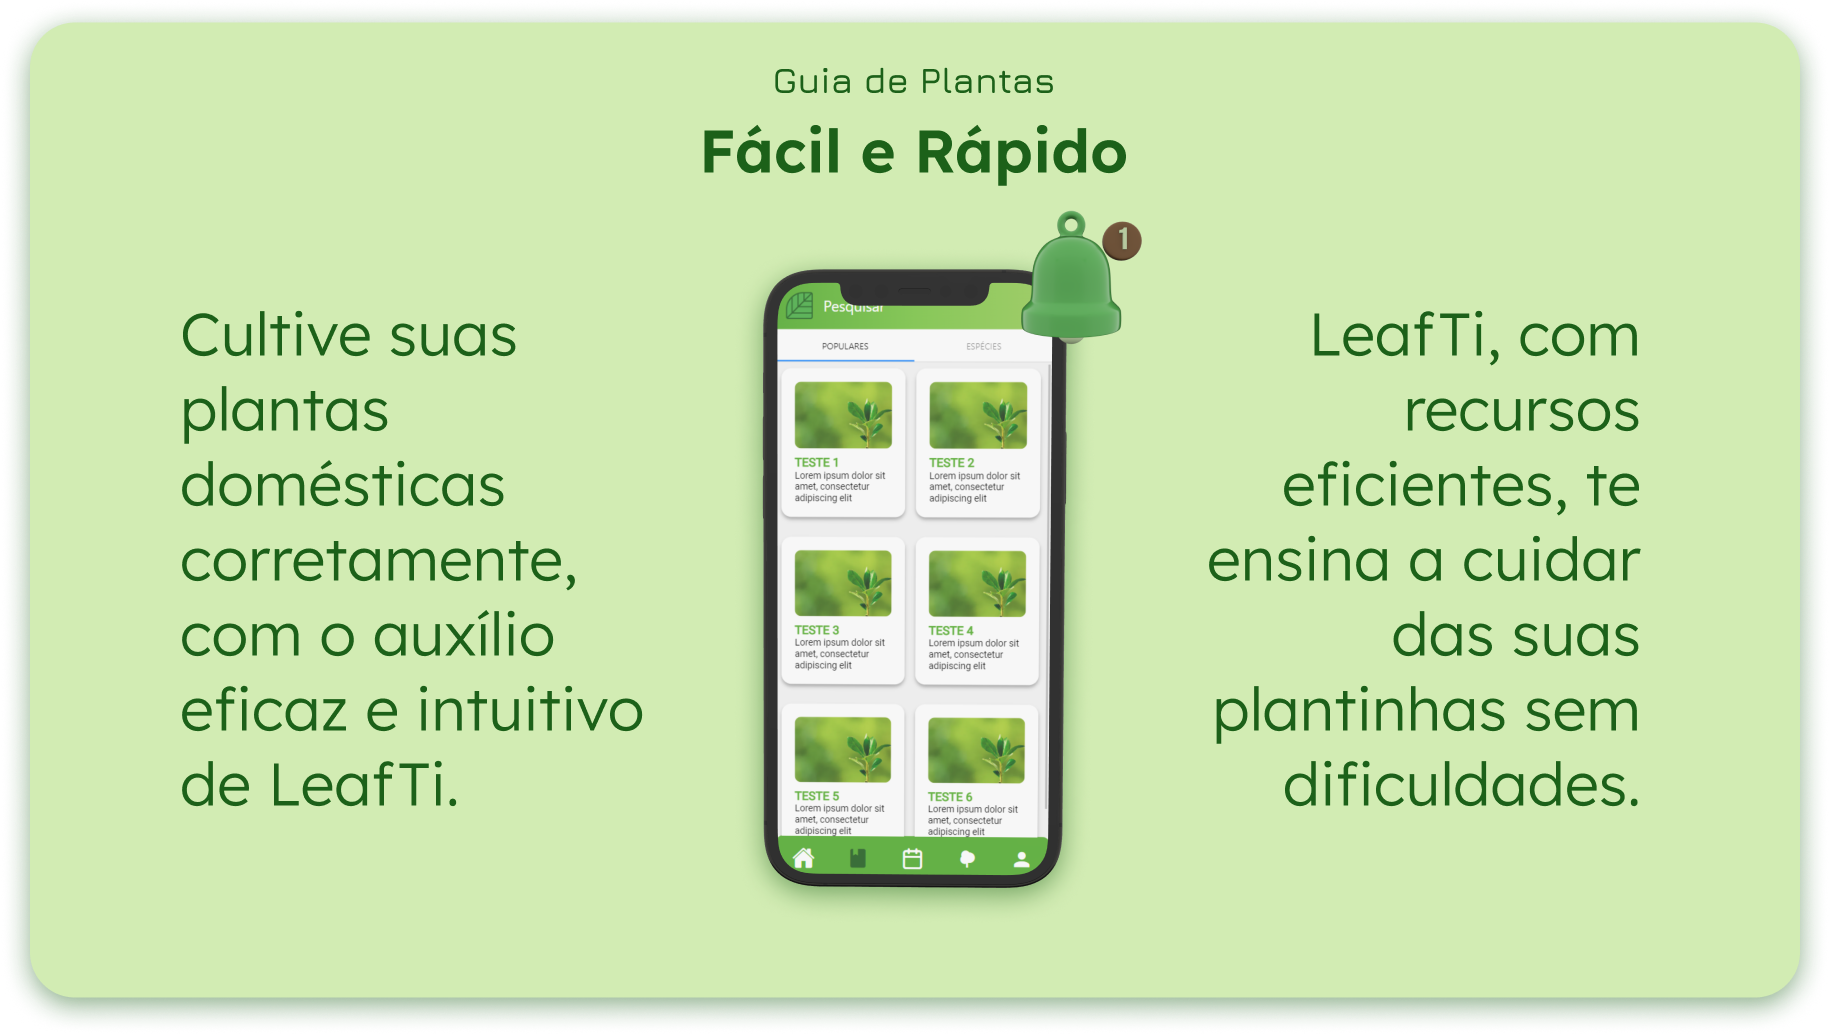 Guia de Plantas
Fácil e Rápido
1
Cultive suas
plantas
domésticas
corretamente,
com o auxílio
eficaz e intuitivo
de LeafTi.
Pesquisar
POPULARES
ESPÉCIES
TESTE 1
Lorem ipsum dolor sit
amet, consectetur
adipiscing elit
TESTE 2
Lorem ipsum dolor sit
amet, consectetur
adipiscing elit
TESTE 3
Lorem ipsum dolor sit
amet, consectetur
adipiscing elit
TESTE 4
Lorem ipsum dolor sit
amet, consectetur
adipiscing elit
TESTE 5
Lorem ipsum dolor sit
amet, consectetur
adipiscing elit
TESTE 6
Lorem ipsum dolor sit
amet, consectetur
adipiscing elit
LeafTi, com
recursos
eficientes, te
ensina a cuidar
das suas
plantinhas sem
dificuldades.